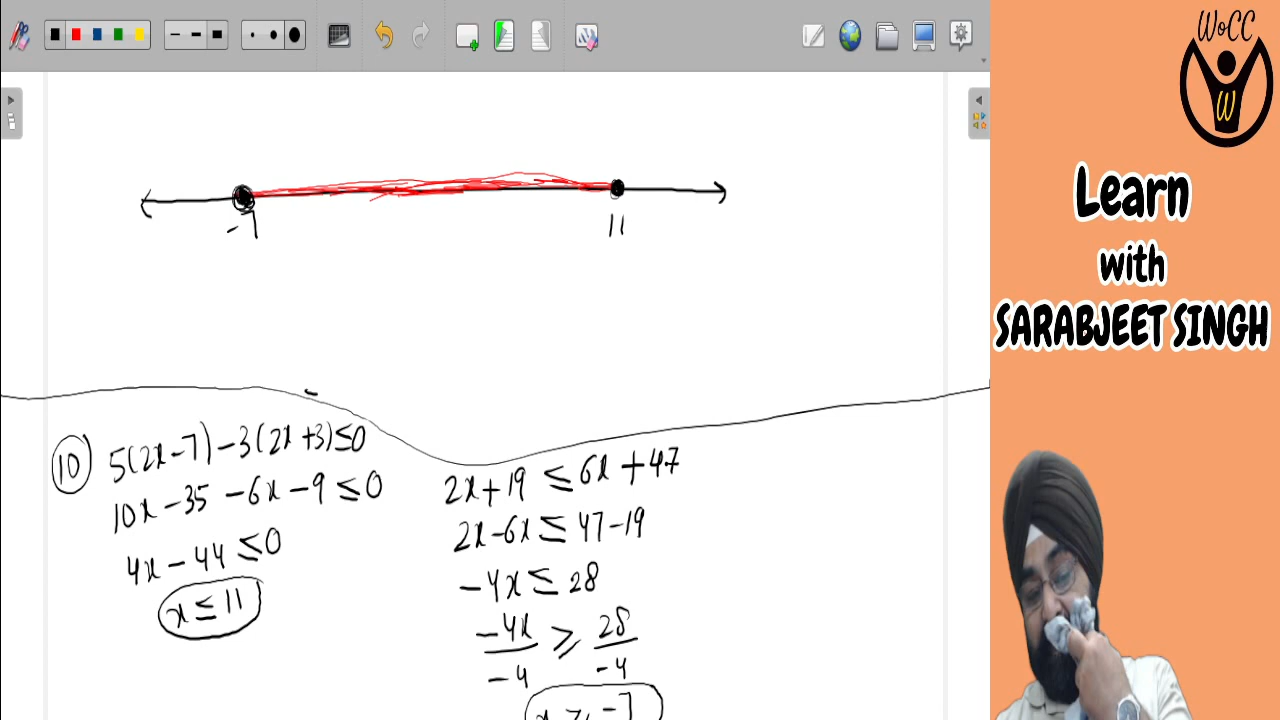 WOCC
W
Learn
with
SARABJEET SINGH
-7
11
10 5(2x-7)-3(2x+3)≤0
10x-35-6x-9≤0
4x-44≤0
x≤11
2x+19≤6x+47
2x-6x≤47-19
-4x≤28
-4x/-4 ≥ 28/-4
x≥-7